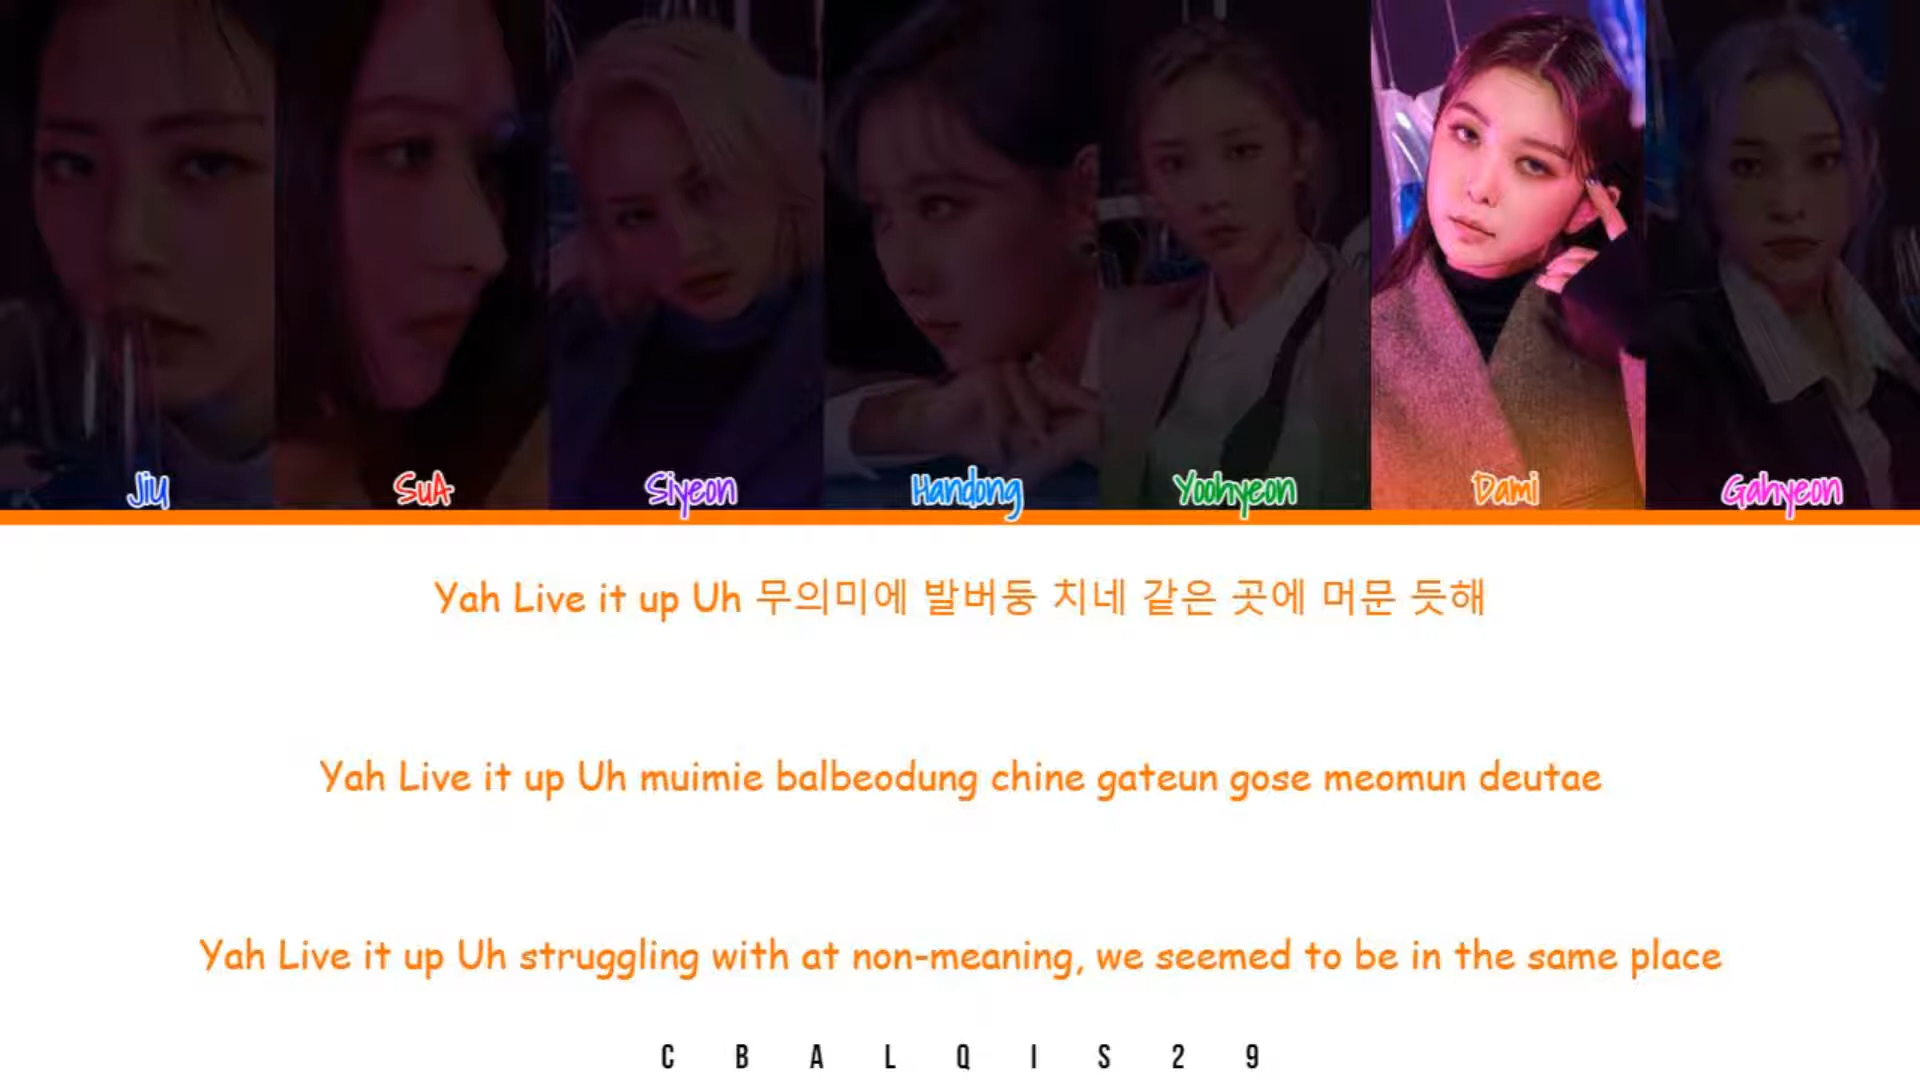 Jiu SuA Siyeon Handong Yoohyeon Dami Gahyeon
Yah Live it up Uh 무의미에 발버둥 치네 같은 곳에 머문 듯해
Yah Live it up Uh muimie balbeodung chine gateun gose meomun deutae
Yah Live it up Uh struggling with at non-meaning, we seemed to be in the same place
CBALQIS29